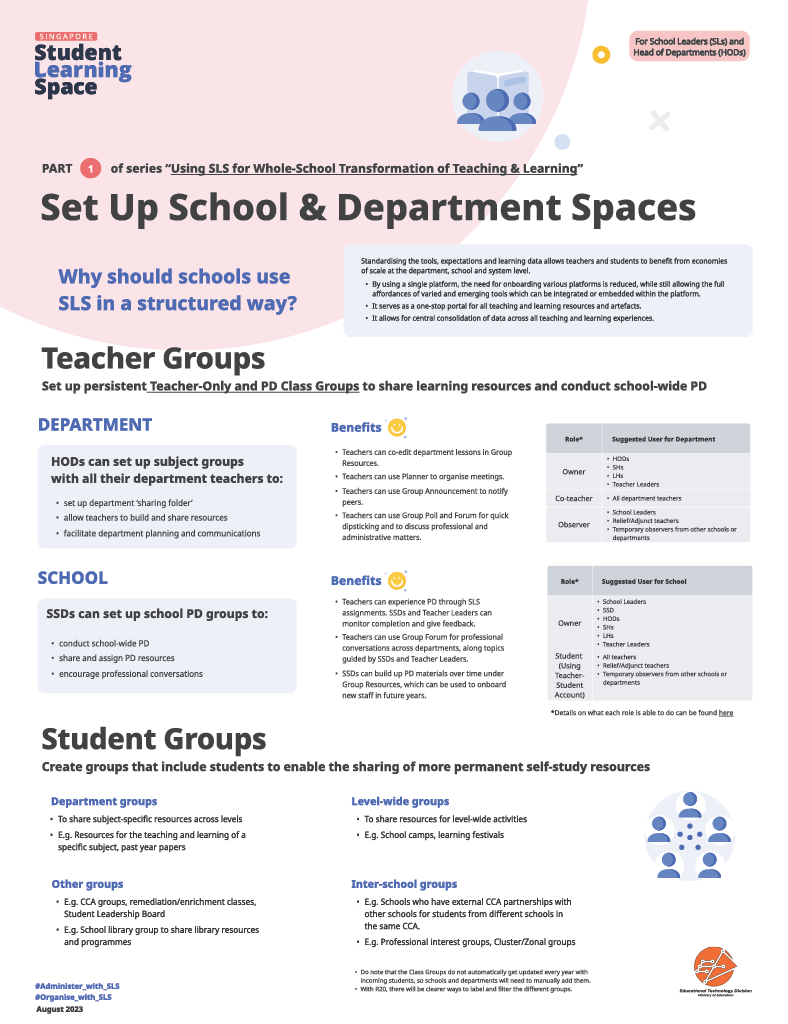 SINGAPORE
Student
Learning
Space
For School Leaders (SLs) and
Head of Departments (HODs)
PART 1 of series “Using SLS for Whole-School Transformation of Teaching & Learning”
Set Up School & Department Spaces
Why should schools use
SLS in a structured way?
Standardising the tools, expectations and learning data allows teachers and students to benefit from economies
of scale at the department, school and system level.
• By using a single platform, the need for onboarding various platforms is reduced, while still allowing the full
affordances of varied and emerging tools which can be integrated or embedded within the platform.
• It serves as a one-stop portal for all teaching and learning resources and artefacts.
• It allows for central consolidation of data across all teaching and learning experiences.
Teacher Groups
Set up persistent Teacher-Only and PD Class Groups to share learning resources and conduct school-wide PD
DEPARTMENT
HODs can set up subject groups
with all their department teachers to:
• set up department ‘sharing folder’
• allow teachers to build and share resources
• facilitate department planning and communications
Benefits
• Teachers can co-edit department lessons in Group
Resources.
• Teachers can use Planner to organise meetings.
• Teachers can use Group Announcement to notify
peers.
• Teachers can use Group Poll and Forum for quick
dipsticking and to discuss professional and
administrative matters.
Role* Suggested User for Department
Owner
• HODs
• SHs
• LHs
• Teacher Leaders
Co-teacher
• All department teachers
Observer
• School Leaders
• Relief/Adjunct teachers
• Temporary observers from other schools or
departments
SCHOOL
SSDs can set up school PD groups to:
• conduct school-wide PD
• share and assign PD resources
• encourage professional conversations
Benefits
• Teachers can experience PD through SLS
assignments. SSDs and Teacher Leaders can
monitor completion and give feedback.
• Teachers can use Group Forum for professional
conversations across departments, along topics
guided by SSDs and Teacher Leaders.
• SSDs can build up PD materials over time under
Group Resources, which can be used to onboard
new staff in future years.
Role* Suggested User for School
Owner
• School Leaders
• SSD
• HODs
• SHs
• LHs
• Teacher Leaders
Student
(Using
Teacher-
Student
Account)
• All teachers
• Relief/Adjunct teachers
• Temporary observers from other schools or
departments
*Details on what each role is able to do can be found here
Student Groups
Create groups that include students to enable the sharing of more permanent self-study resources
Department groups
• To share subject-specific resources across levels
• E.g. Resources for the teaching and learning of a
specific subject, past year papers
Level-wide groups
• To share resources for level-wide activities
• E.g. School camps, learning festivals
Other groups
• E.g. CCA groups, remediation/enrichment classes,
Student Leadership Board
• E.g. School library group to share library resources
and programmes
Inter-school groups
• E.g. Schools who have external CCA partnerships with
other schools for students from different schools in
the same CCA.
• E.g. Professional interest groups, Cluster/Zonal groups
• Do note that the Class Groups do not automatically get updated every year with
incoming students, so schools and departments will need to manually add them.
• With R20, there will be clearer ways to label and filter the different groups.
#Administer_with_SLS
#Organise_with_SLS
August 2023
Educational Technology Division
Ministry of Education